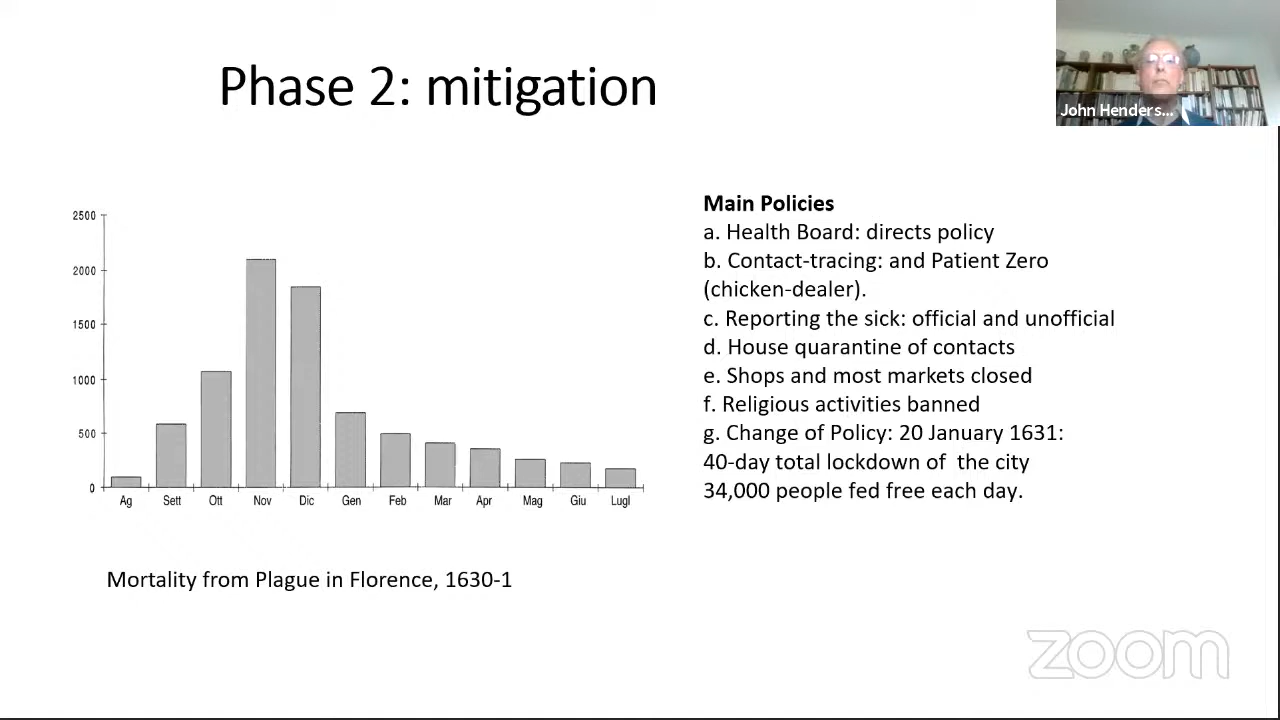 Phase 2: mitigation
John Henders...
2500
2000
1500
1000
500
0
Ag Sett Ott Nov Dic Gen Feb Mar Apr Mag Giu Lugl
Mortality from Plague in Florence, 1630-1
Main Policies
a. Health Board: directs policy
b. Contact-tracing: and Patient Zero
(chicken-dealer).
c. Reporting the sick: official and unofficial
d. House quarantine of contacts
e. Shops and most markets closed
f. Religious activities banned
g. Change of Policy: 20 January 1631:
40-day total lockdown of  the city
34,000 people fed free each day.
zoom